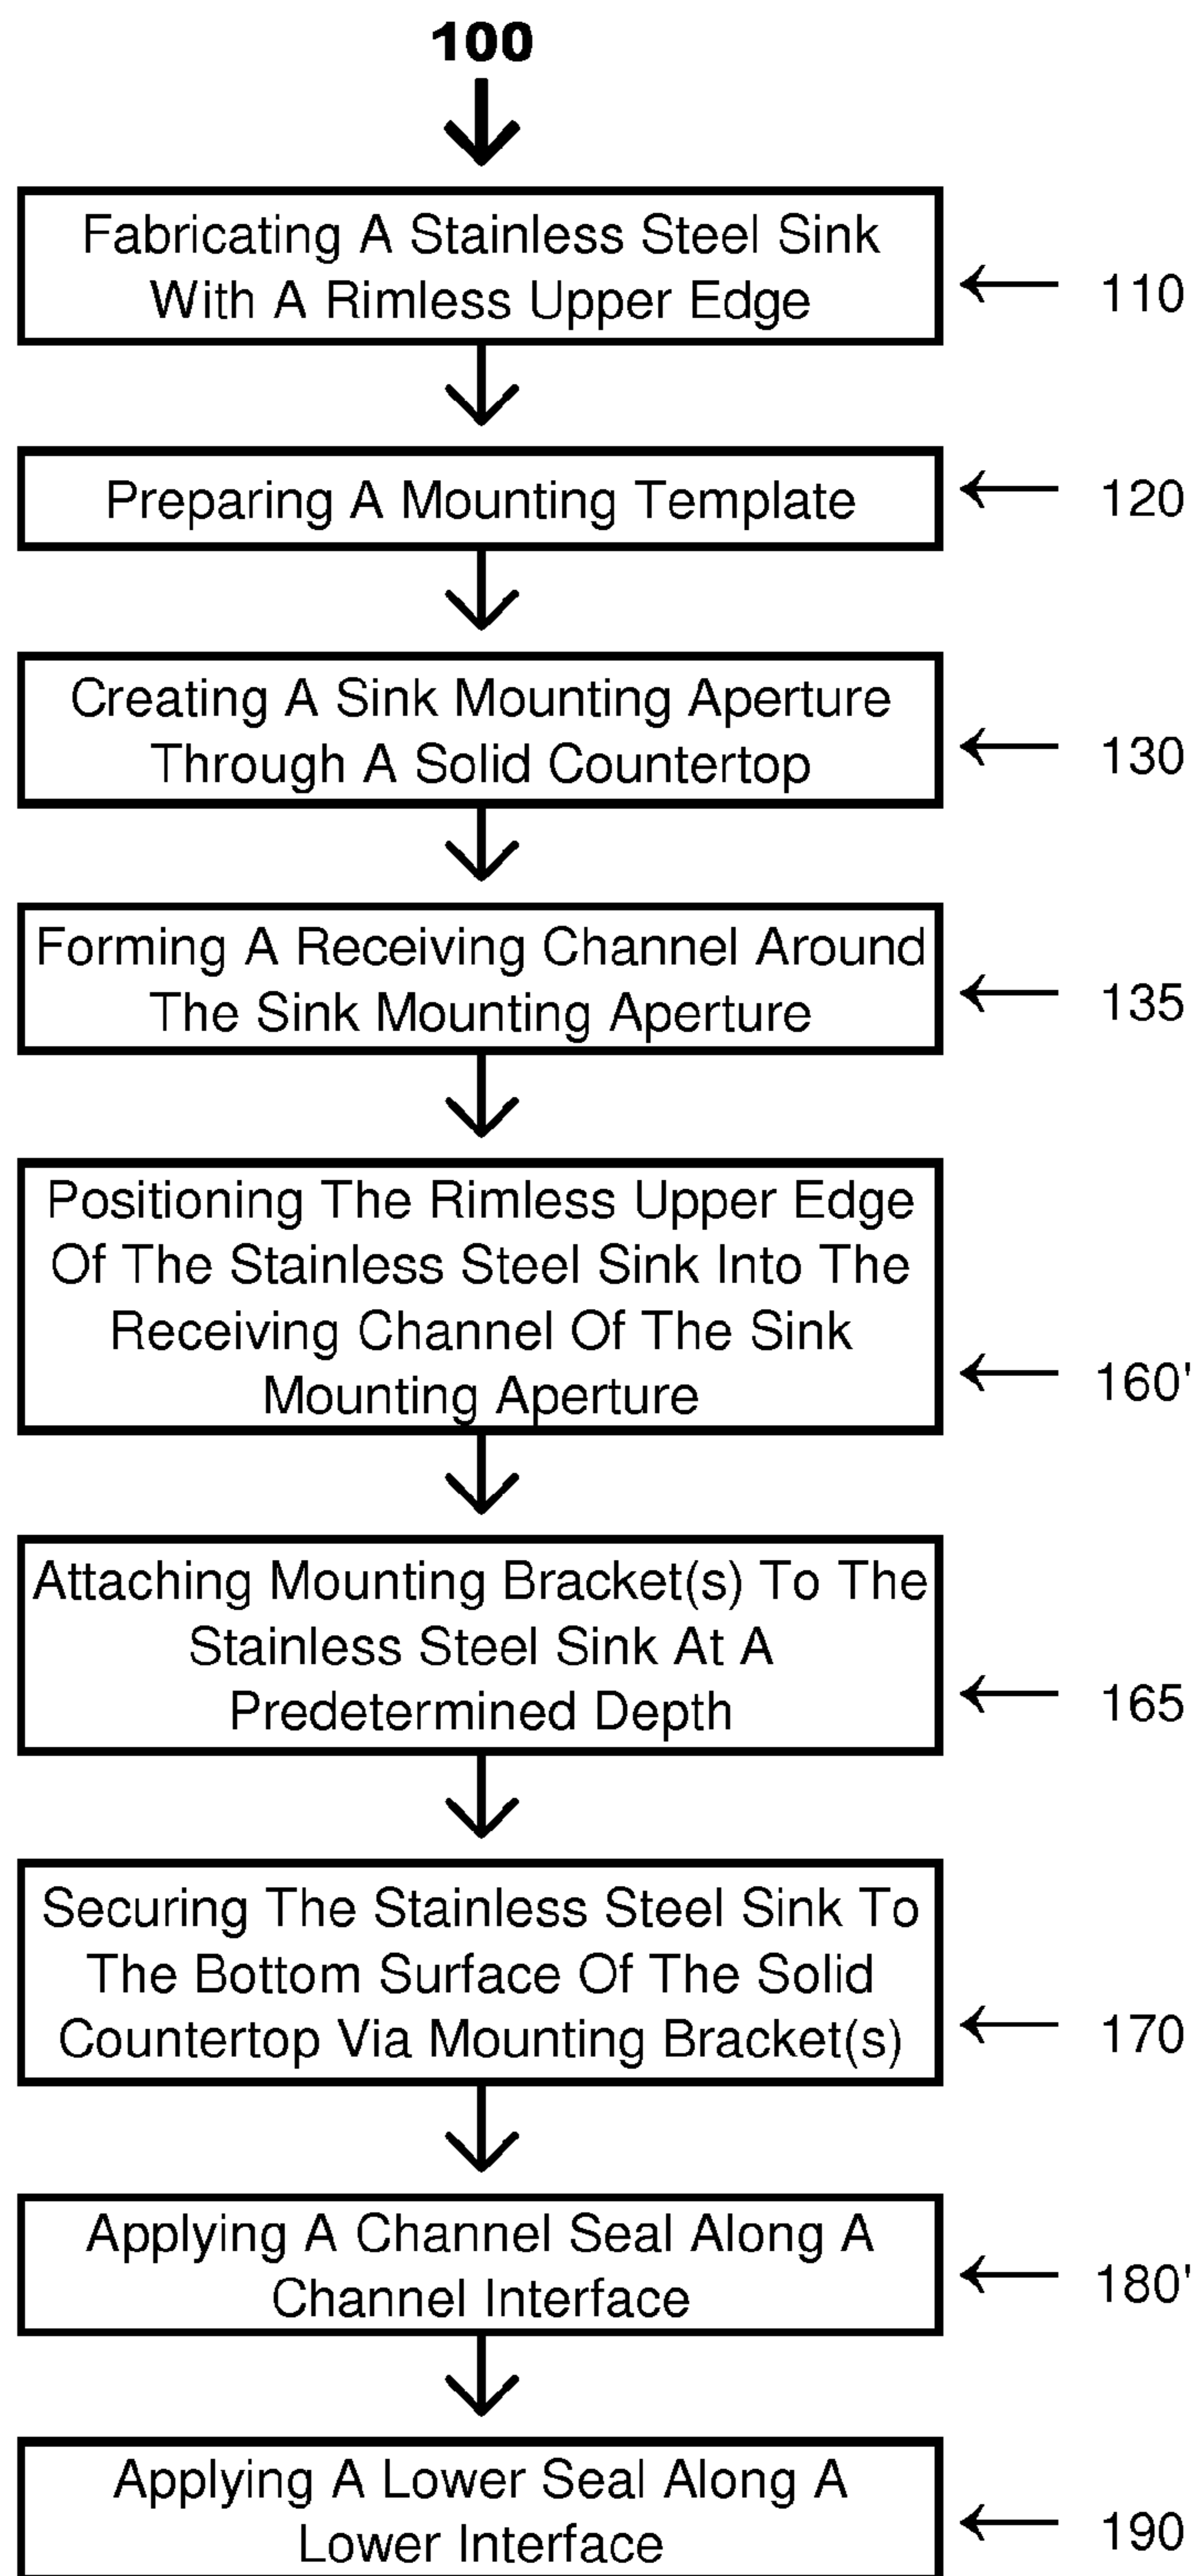 100
Fabricating A Stainless Steel Sink
With A Rimless Upper Edge
110
Preparing A Mounting Template
120
Creating A Sink Mounting Aperture
Through A Solid Countertop
130
Forming A Receiving Channel Around
The Sink Mounting Aperture
135
Positioning The Rimless Upper Edge
Of The Stainless Steel Sink Into The
Receiving Channel Of The Sink
Mounting Aperture
160'
Attaching Mounting Bracket(s) To The
Stainless Steel Sink At A
Predetermined Depth
165
Securing The Stainless Steel Sink To
The Bottom Surface Of The Solid
Countertop Via Mounting Bracket(s)
170
Applying A Channel Seal Along A
Channel Interface
180'
Applying A Lower Seal Along A
Lower Interface
190